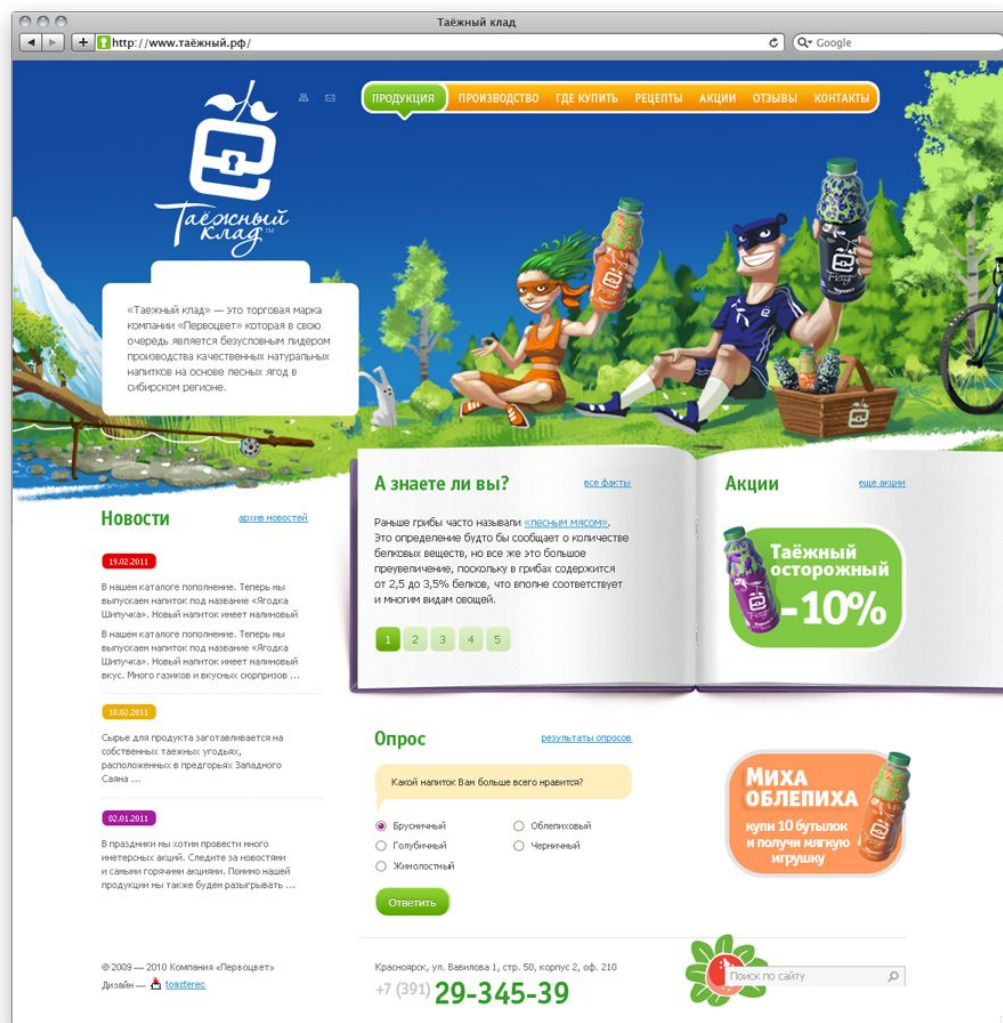 Таёжный клад
http://www.таёжный.рф/
Google
ПРОДУКЦИЯ ПРОИЗВОДСТВО ГДЕ КУПИТЬ РЕЦЕПТЫ АКЦИИ ОТЗЫВЫ КОНТАКТЫ
Таёжный
клад™
«Таежный клад» — это торговая марка
компании «Первоцвет» которая в свою
очередь является безусловным лидером
производства качественных натуральных
напитков на основе лесных ягод в
сибирском регионе.
Новости архив новостей
19.02.2011
В нашем каталоге пополнение. Теперь мы
выпускаем напиток под название «Ягодка
Шипучка». Новый напиток имеет малиновый
В нашем каталоге пополнение. Теперь мы
выпускаем напиток под название «Ягодка
Шипучка». Новый напиток имеет малиновый
вкус. Много газиков и вкусных сюрпризов ...
10.02.2011
Сырье для продукта заготавливается на
собственных таежных угодьях,
расположенных в предгорьях Западного
Саяна ...
02.01.2011
В праздники мы хотим провести много
инетерсных акций. Следите за новостями
и самыми горячими акциями. Помимо нашей
продукции мы также будем разыгрывать ...
А знаете ли вы? все факты
Раньше грибы часто называли «лесным мясом».
Это определение будто бы сообщает о количестве
белковых веществ, но все же это большое
преувеличение, поскольку в грибах содержится
от 2,5 до 3,5% белков, что вполне соответствует
и многим видам овощей.
1 2 3 4 5
Акции еще акции
Таёжный
осторожный
-10%
Опрос результаты опросов
Какой напиток Вам больше всего нравится?
Брусничный Облепиховый
Голубичный Черничный
Жимолостный
Ответить
Миха
облепиха
купи 10 бутылок
и получи мягкую
игрушку
© 2009 — 2010 Компания «Первоцвет»
Дизайн — toasterec
Красноярск, ул. Вавилова 1, стр. 50, корпус 2, оф. 210
+7 (391) 29-345-39
Поиск по сайту